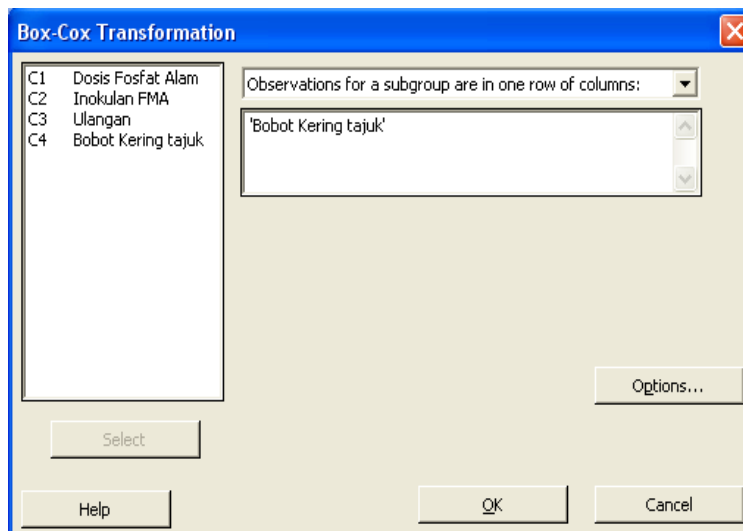 Box-Cox Transformation
C1 Dosis Fosfat Alam
C2 Inokulan FMA
C3 Ulangan
C4 Bobot Kering tajuk
Observations for a subgroup are in one row of columns:
'Bobot Kering tajuk'
Options...
Select
Help
OK
Cancel